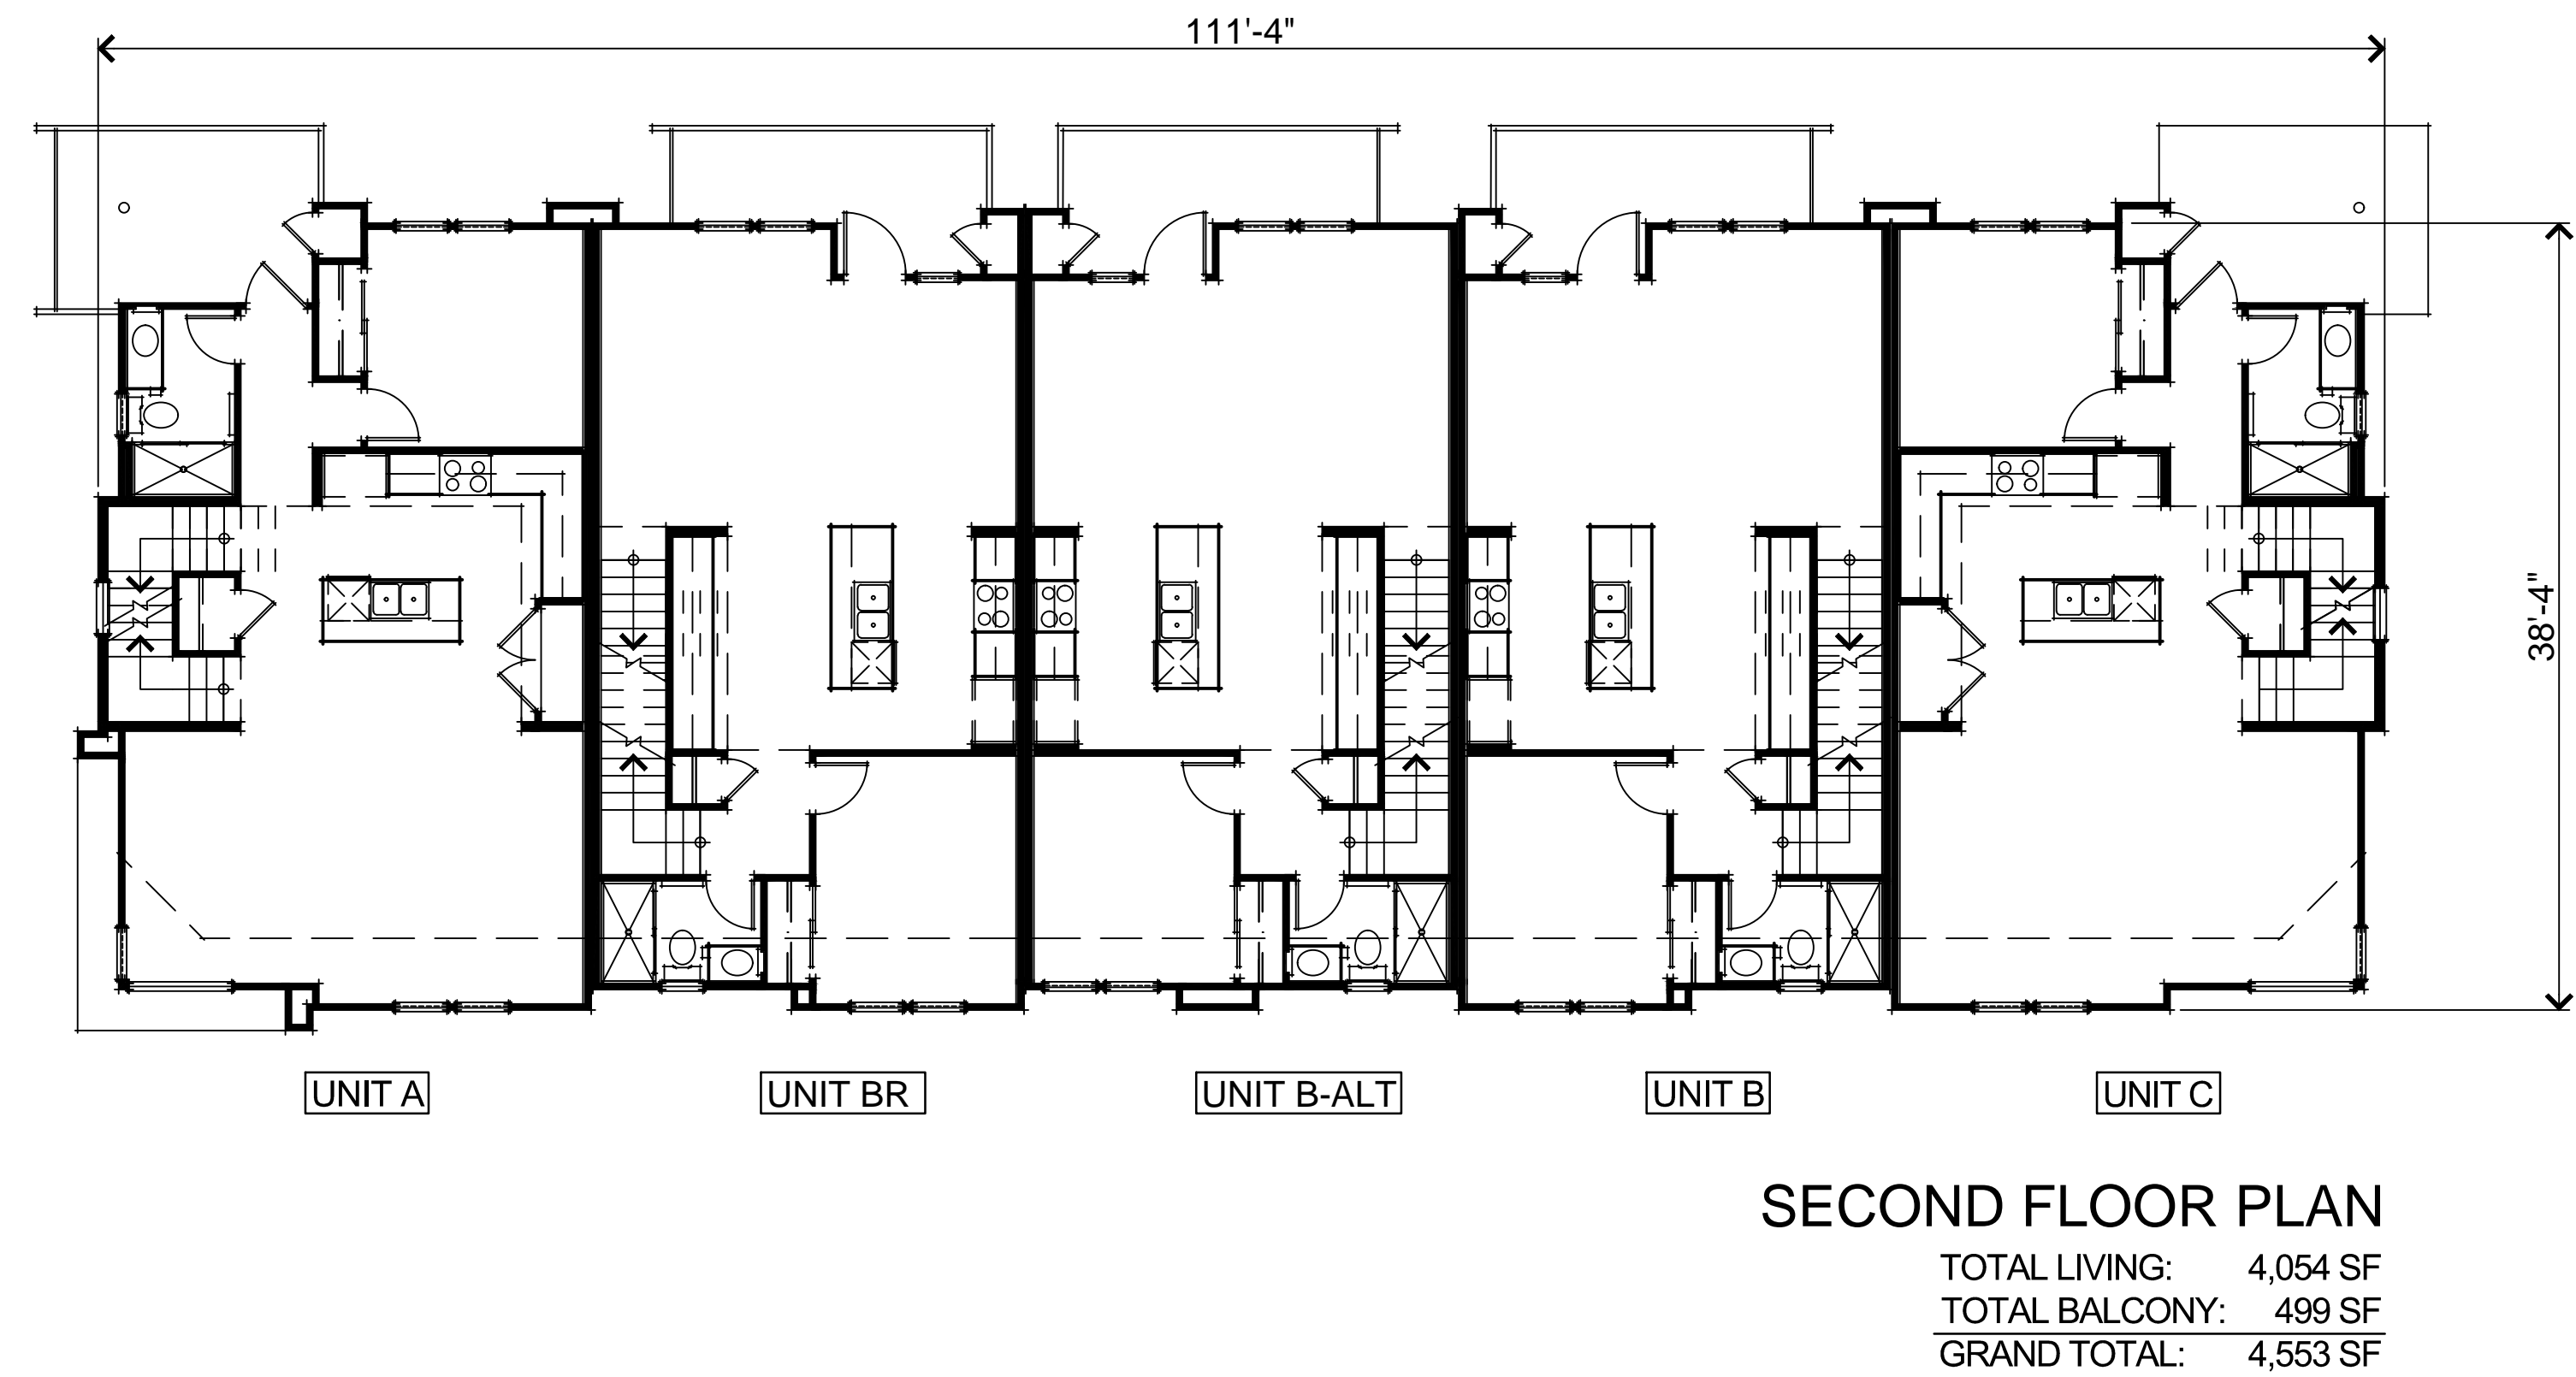 111'-4"
38'-4"
UNIT A
UNIT BR
UNIT B-ALT
UNIT B
UNIT C
SECOND FLOOR PLAN
TOTAL LIVING: 4,054 SF
TOTAL BALCONY: 499 SF
GRAND TOTAL: 4,553 SF